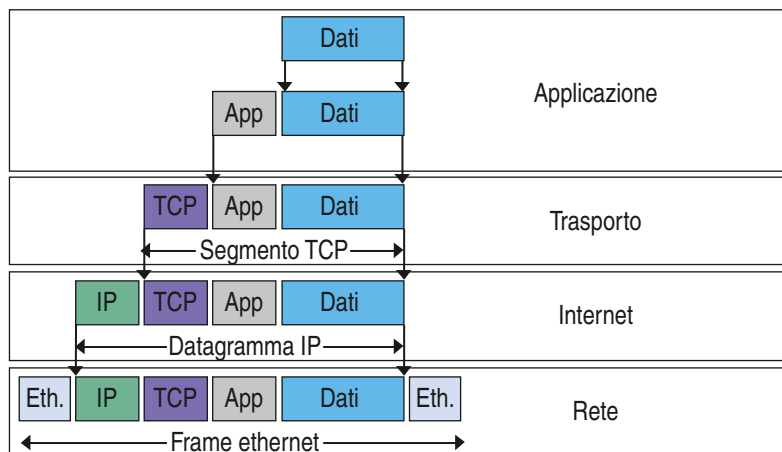 Dati
App Dati
Applicazione
TCP App Dati
Trasporto
Segmento TCP
IP TCP App Dati
Internet
Datagramma IP
Eth. IP TCP App Dati Eth.
Rete
Frame ethernet